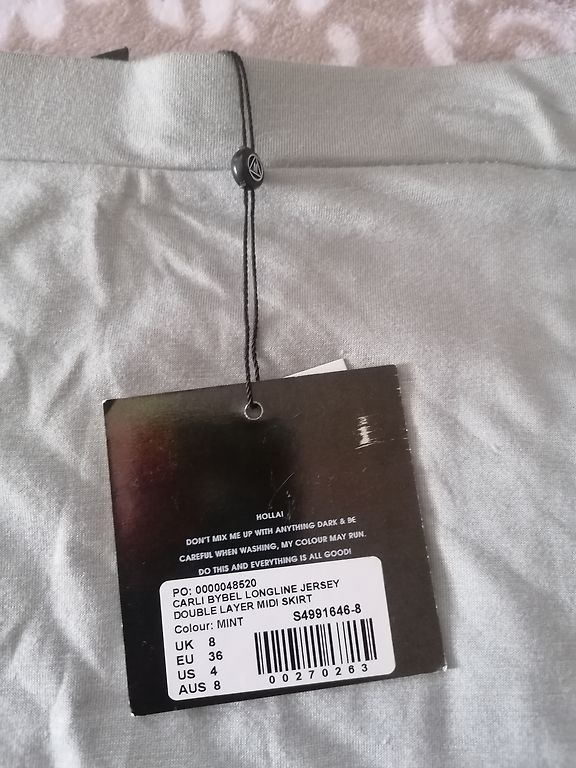 HOLLA!
DON'T MIX ME UP WITH ANYTHING DARK & BE
CAREFUL WHEN WASHING, MY COLOUR MAY RUN.
DO THIS AND EVERYTHING IS ALL GOOD!
PO: 0000048520
CARLI BYBEL LONGLINE JERSEY
DOUBLE LAYER MIDI SKIRT
Colour: MINT S4991646-8
UK 8
EU 36
US 4
AUS 8
00270263